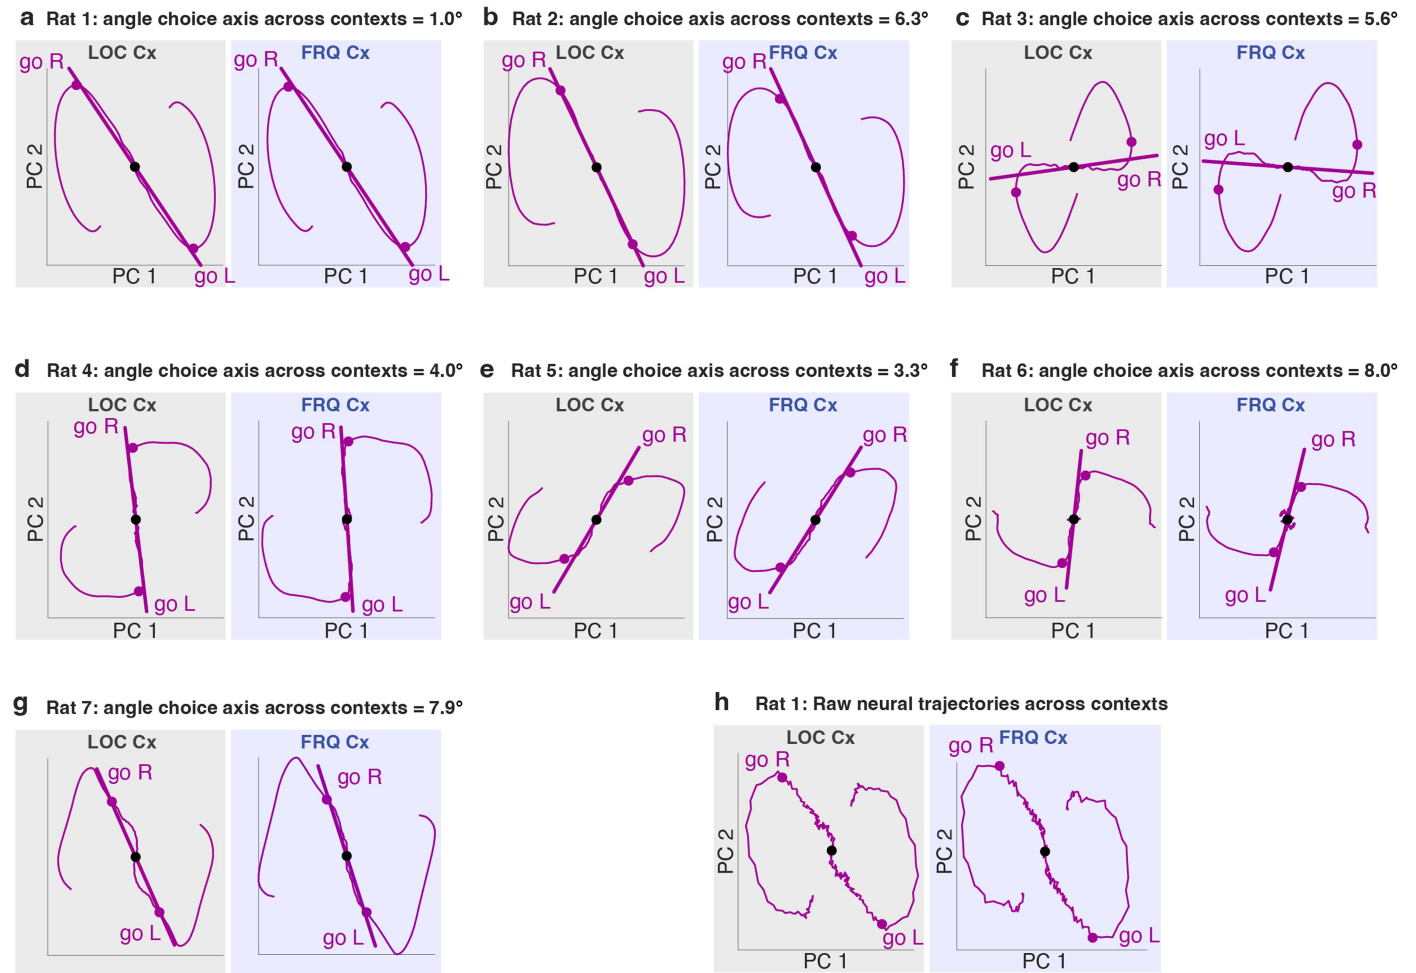 a Rat 1: angle choice axis across contexts = 1.0°
LOC Cx
go R
PC 2
PC 1
go L
FRQ Cx
go R
PC 1
go L
b Rat 2: angle choice axis across contexts = 6.3°
LOC Cx
go R
PC 2
PC 1
go L
FRQ Cx
go R
PC 2
PC 1
go L
c Rat 3: angle choice axis across contexts = 5.6°
LOC Cx
go L
PC 2
go R
PC 1
FRQ Cx
go L
PC 2
go R
PC 1
d Rat 4: angle choice axis across contexts = 4.0°
LOC Cx
go R
PC 2
go L
PC 1
FRQ Cx
go R
PC 2
go L
PC 1
e Rat 5: angle choice axis across contexts = 3.3°
LOC Cx
go R
PC 2
go L
PC 1
FRQ Cx
go R
PC 2
go L
PC 1
f Rat 6: angle choice axis across contexts = 8.0°
LOC Cx
go R
PC 2
go L
PC 1
FRQ Cx
go R
PC 2
go L
PC 1
g Rat 7: angle choice axis across contexts = 7.9°
LOC Cx
go R
go L
FRQ Cx
go R
go L
h Rat 1: Raw neural trajectories across contexts
LOC Cx
go R
PC 2
go L
PC 1
FRQ Cx
go R
PC 2
go L
PC 1